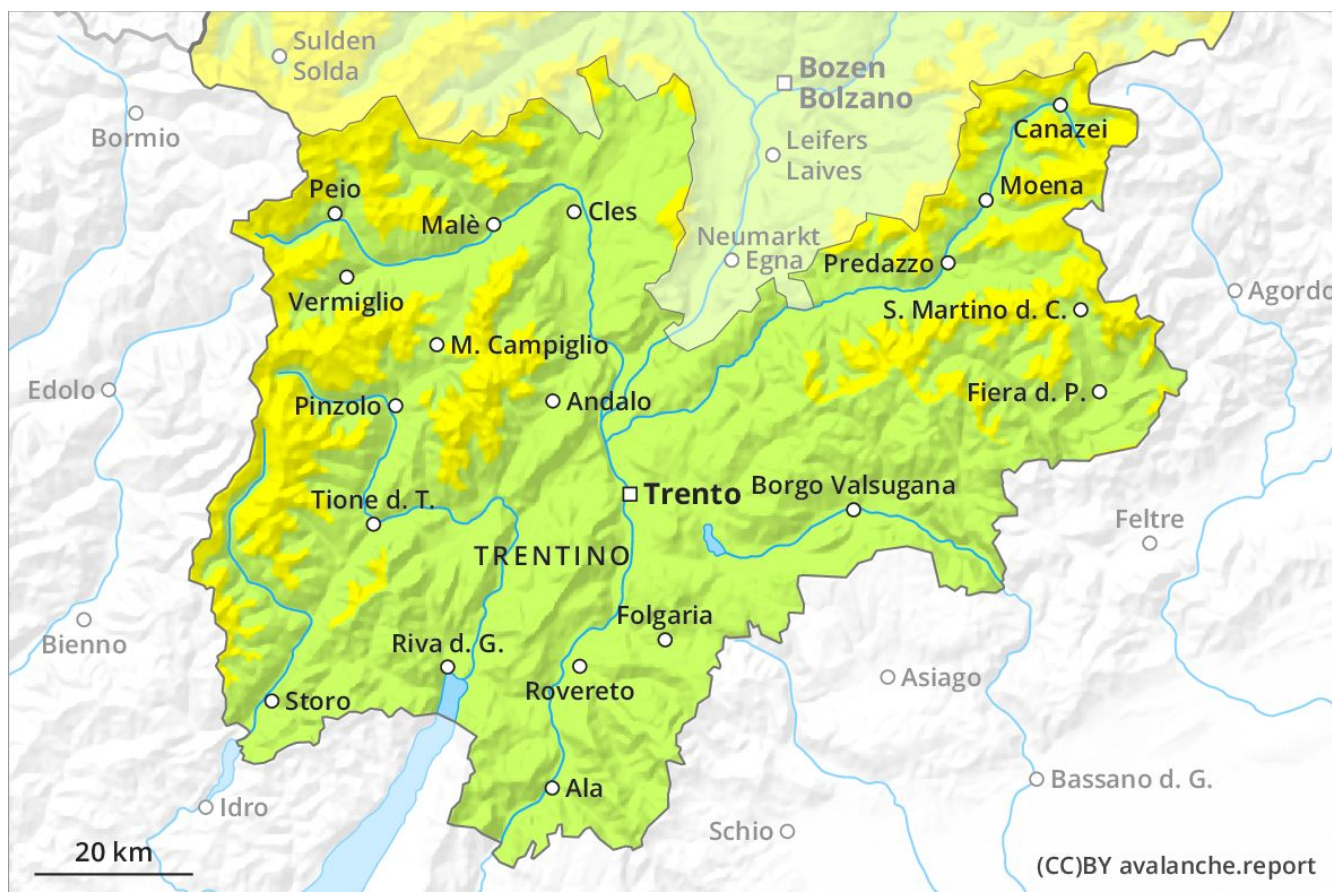 Sulden
Solda
Bozen
Bolzano
Bormio
Canazei
Leifers
Laives
Peio
Moena
Malè
Cles
Neumarkt
Egna
Predazzo
Vermiglio
Agordo
S. Martino d. C.
M. Campiglio
Edolo
Pinzolo
Andalo
Fiera d. P.
Trento
Borgo Valsugana
Tione d. T.
Feltre
TRENTINO
Folgaria
Bienno
Riva d. G.
Asiago
Rovereto
Storo
Bassano d. G.
Ala
Idro
Schio
20 km
(CC)BY avalanche.report